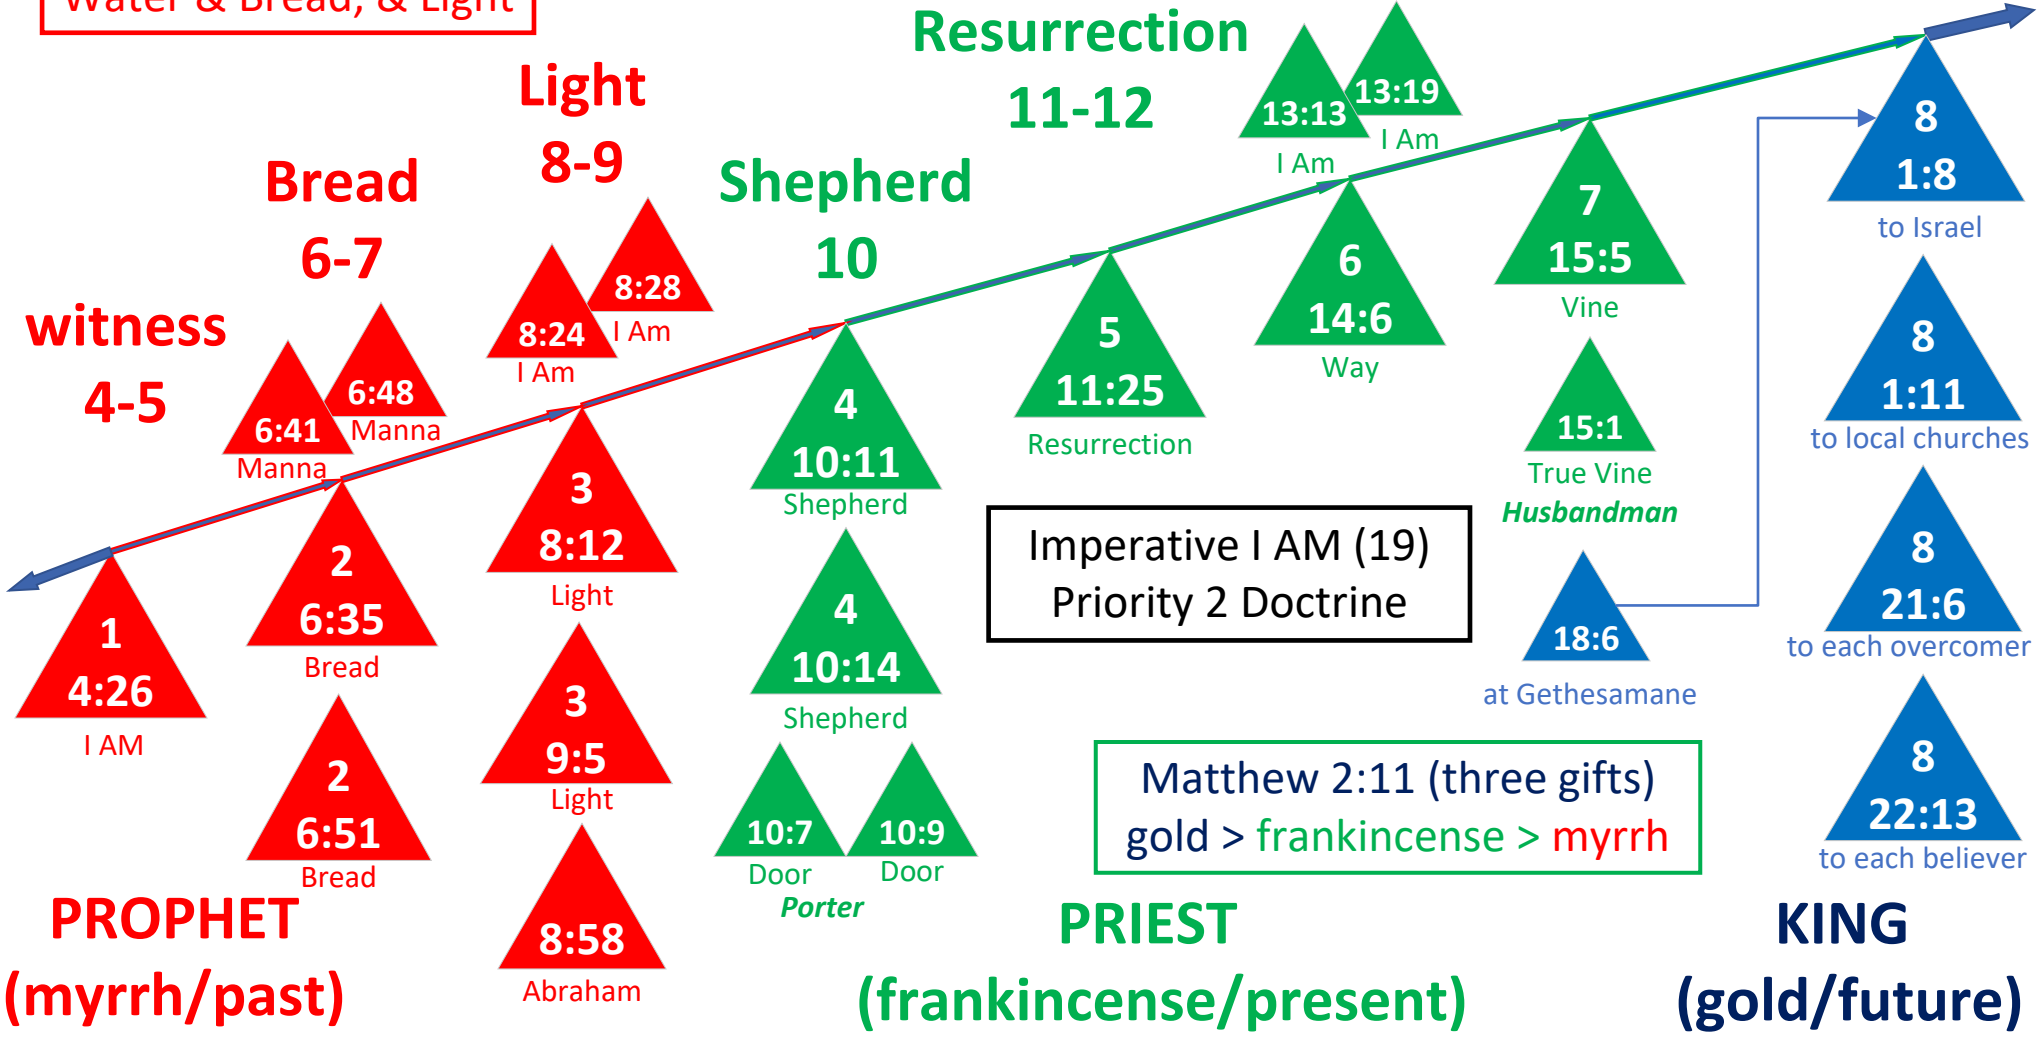 Water & Bread, & Light
witness
4-5
Bread
6-7
Light
8-9
Shepherd
10
Resurrection
11-12
1
4:26
I AM
6:41
Manna
6:48
Manna
2
6:35
Bread
2
6:51
Bread
8:24
I Am
8:28
I Am
3
8:12
Light
3
9:5
Light
8:58
Abraham
4
10:11
Shepherd
4
10:14
Shepherd
10:7
Door
10:9
Door
Porter
5
11:25
Resurrection
13:13
I Am
13:19
I Am
6
14:6
Way
7
15:5
Vine
15:1
True Vine
Husbandman
18:6
at Gethesamane
8
1:8
to Israel
8
1:11
to local churches
8
21:6
to each overcomer
8
22:13
to each believer
Imperative I AM (19)
Priority 2 Doctrine
Matthew 2:11 (three gifts)
gold > frankincense > myrrh
PROPHET
(myrrh/past)
PRIEST
(frankincense/present)
KING
(gold/future)